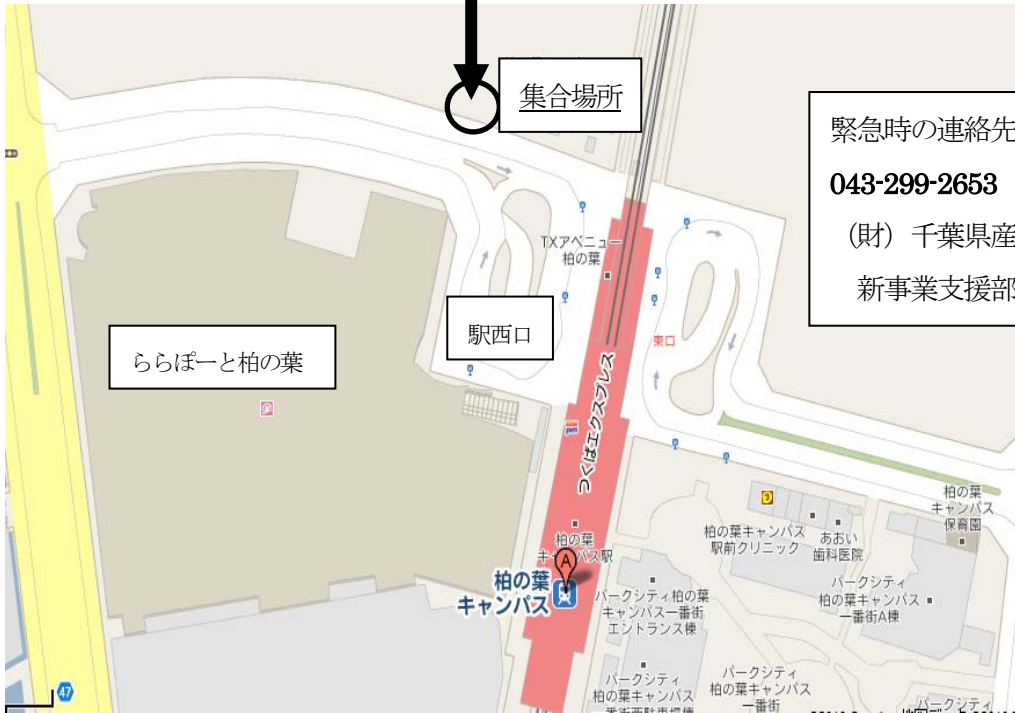 集合場所
緊急時の連絡先
043-299-2653
（財）千葉県産
新事業支援部
TXアベニュー
柏の葉
駅西口
東口
ららぽーと柏の葉
つくばエクスプレス
柏の葉
キャンパス駅
A
柏の葉
キャンパス
柏の葉キャンパス
駅前クリニック
あおい
歯科医院
柏の葉
キャンパス
保育園
パークシティ柏の葉
キャンパス一番街
エントランス棟
パークシティ
柏の葉キャンパス
一番街A棟
パークシティ
柏の葉キャンパス
パークシティ
柏の葉キャンパス
一番街
パークシティ
47